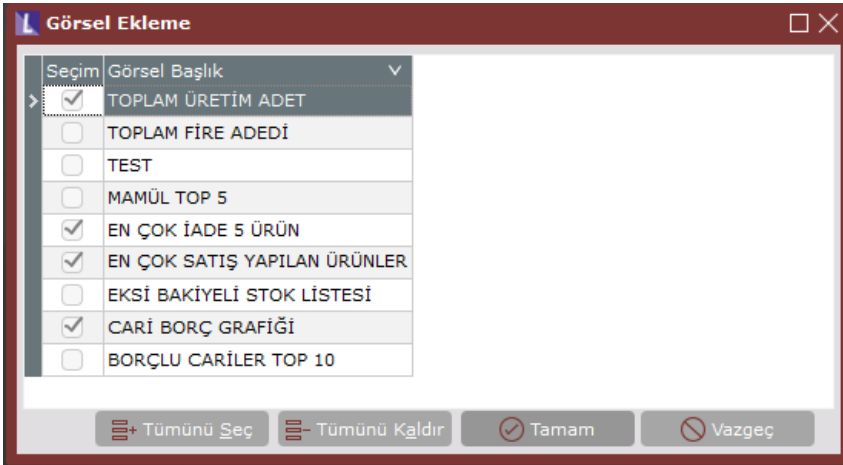 Görsel Ekleme
Seçim Görsel Başlık
TOPLAM ÜRETİM ADET
TOPLAM FİRE ADEDİ
TEST
MAMÜL TOP 5
EN ÇOK İADE 5 ÜRÜN
EN ÇOK SATIŞ YAPILAN ÜRÜNLER
EKSİ BAKİYELİ STOK LİSTESİ
CARİ BORÇ GRAFİĞİ
BORÇLU CARİLER TOP 10
Tümünü Seç Tümünü Kaldır Tamam Vazgeç